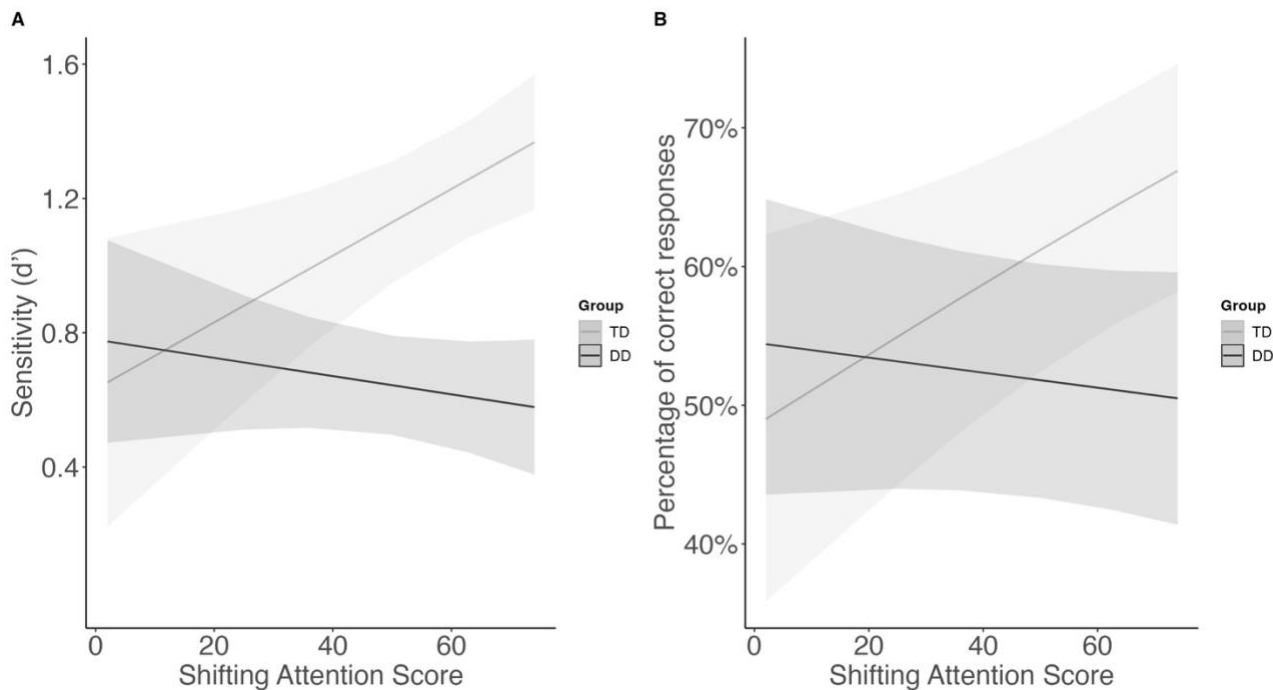 A
Sensitivity (d’)
1.6
1.2
0.8
0.4
0 20 40 60
Shifting Attention Score
Group
TD
DD
B
Percentage of correct responses
70%
60%
50%
40%
0 20 40 60
Shifting Attention Score
Group
TD
DD